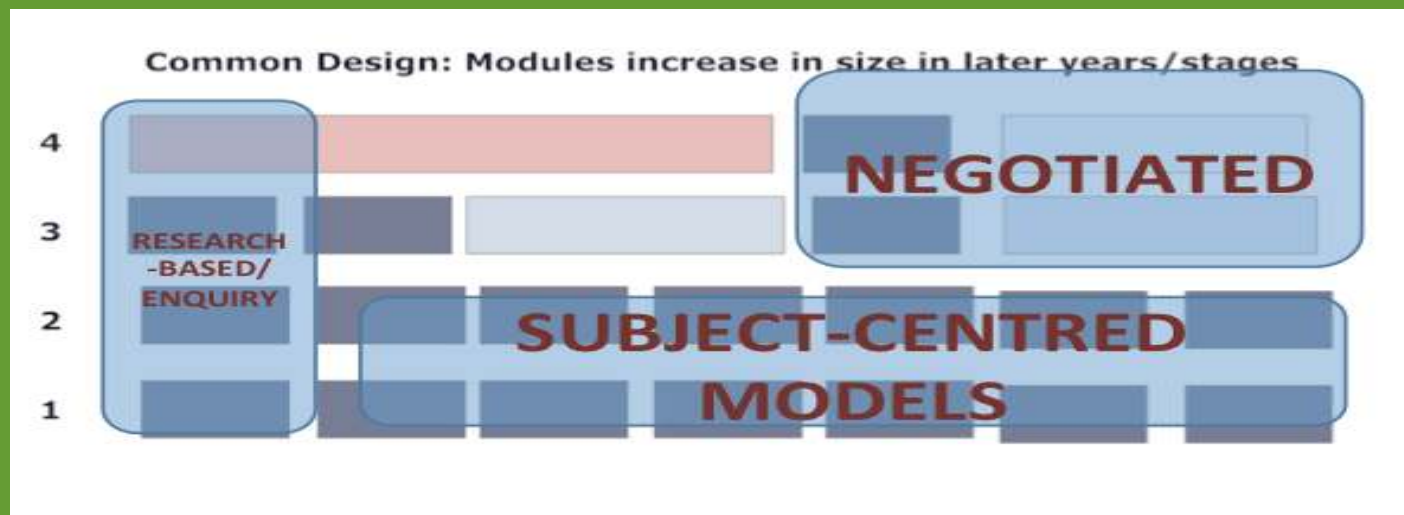 Common Design: Modules increase in size in later years/stages
4
NEGOTIATED
3
RESEARCH
-BASED/
ENQUIRY
2
SUBJECT-CENTRED
MODELS
1